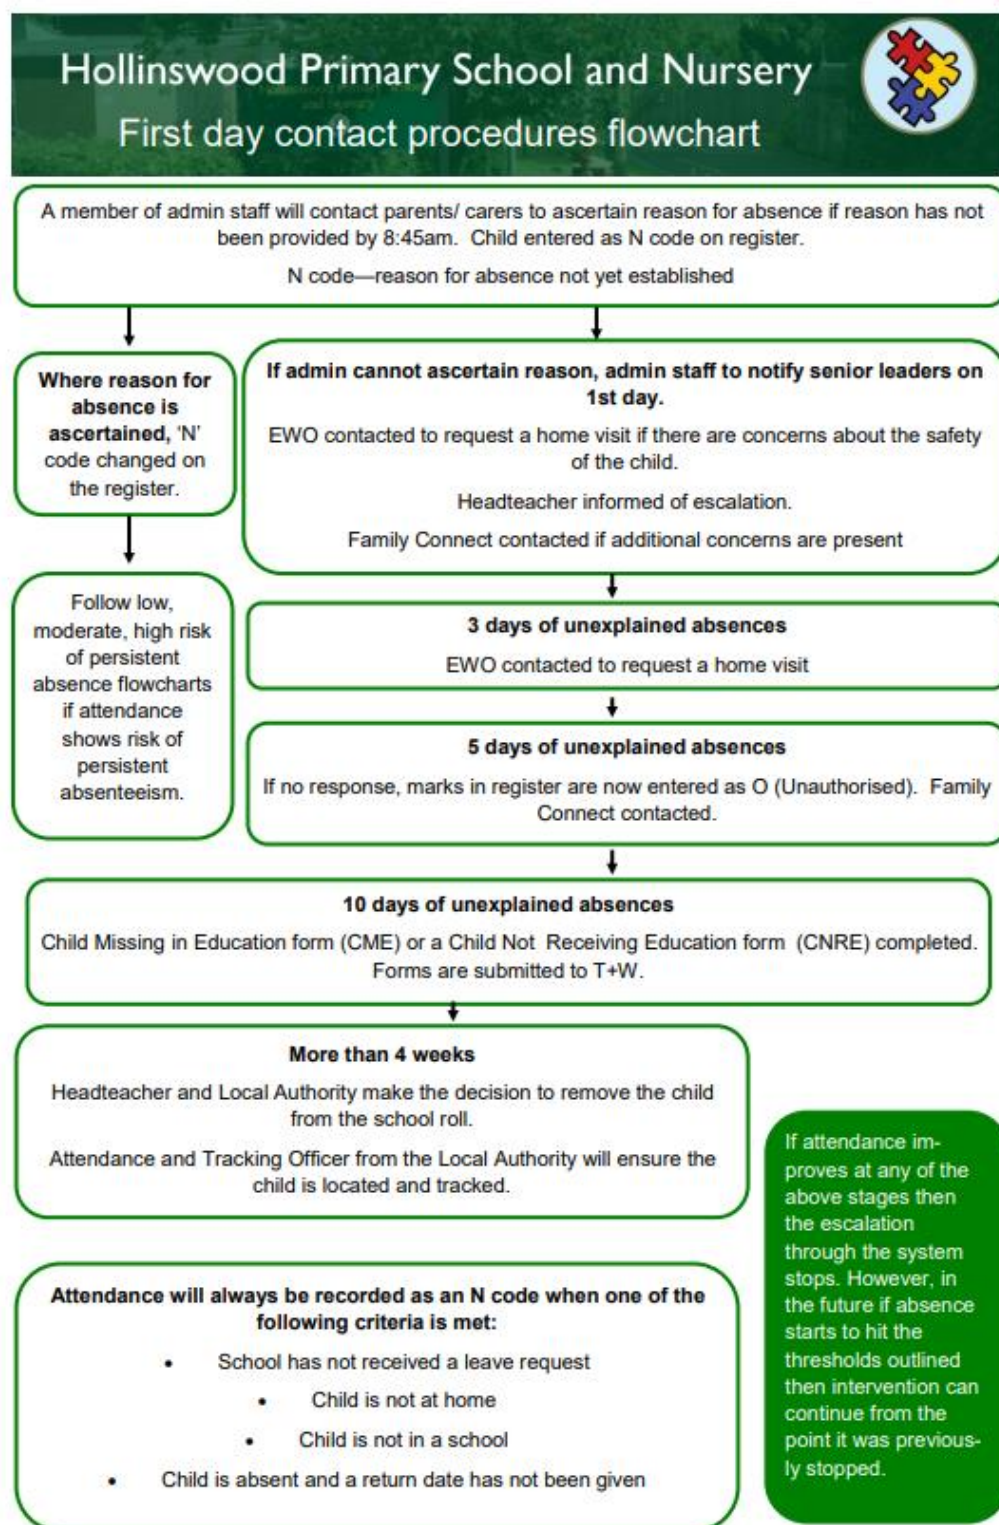 Hollinswood Primary School and Nursery
First day contact procedures flowchart
A member of admin staff will contact parents/ carers to ascertain reason for absence if reason has not
been provided by 8:45am.  Child entered as N code on register.
N code—reason for absence not yet established
Where reason for
absence is
ascertained, 'N'
code changed on
the register.
If admin cannot ascertain reason, admin staff to notify senior leaders on
1st day.
EWO contacted to request a home visit if there are concerns about the safety
of the child.
Headteacher informed of escalation.
Family Connect contacted if additional concerns are present
Follow low,
moderate, high risk
of persistent
absence flowcharts
if attendance
shows risk of
persistent
absenteeism.
3 days of unexplained absences
EWO contacted to request a home visit
5 days of unexplained absences
If no response, marks in register are now entered as O (Unauthorised).  Family
Connect contacted.
10 days of unexplained absences
Child Missing in Education form (CME) or a Child Not  Receiving Education form  (CNRE) completed.
Forms are submitted to T+W.
More than 4 weeks
Headteacher and Local Authority make the decision to remove the child
from the school roll.
Attendance and Tracking Officer from the Local Authority will ensure the
child is located and tracked.
If attendance im-
proves at any of the
above stages then
the escalation
through the system
stops. However, in
the future if absence
starts to hit the
thresholds outlined
then intervention can
continue from the
point it was previous-
ly stopped.
Attendance will always be recorded as an N code when one of the
following criteria is met:
• School has not received a leave request
• Child is not at home
• Child is not in a school
• Child is absent and a return date has not been given